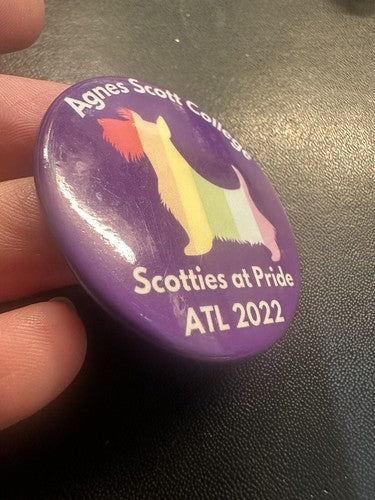 Agnes Scott College
Scotties at Pride
ATL 2022